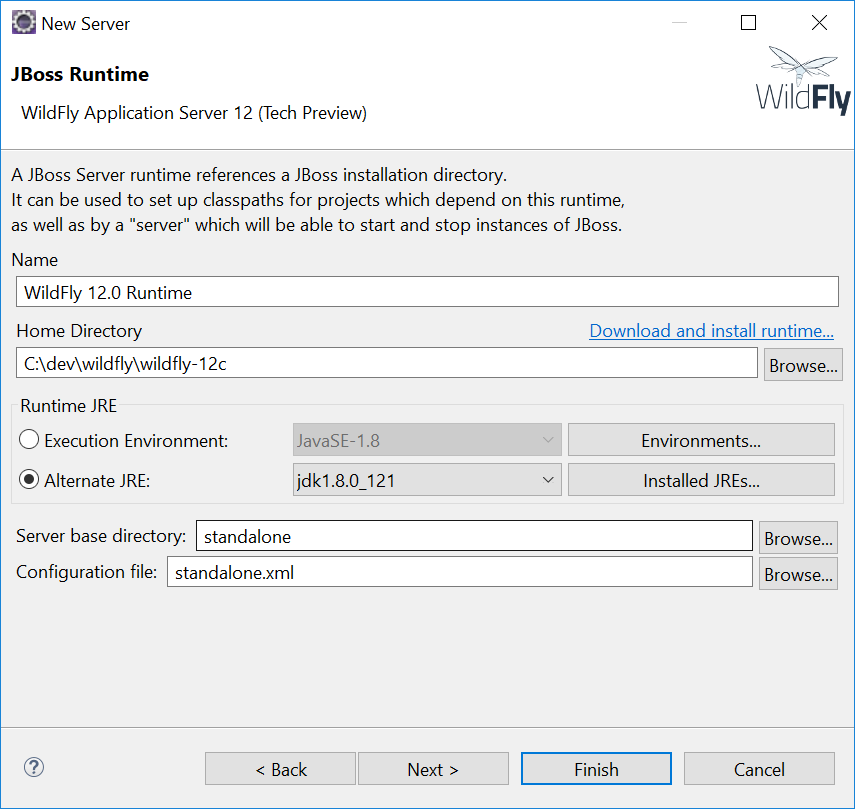 New Server
JBoss Runtime
WildFly Application Server 12 (Tech Preview)
WildFly
A JBoss Server runtime references a JBoss installation directory.
It can be used to set up classpaths for projects which depend on this runtime,
as well as by a "server" which will be able to start and stop instances of JBoss.
Name
WildFly 12.0 Runtime
Home Directory Download and install runtime...
C:\dev\wildfly\wildfly-12c Browse...
Runtime JRE
Execution Environment: JavaSE-1.8 Environments...
Alternate JRE: jdk1.8.0_121 Installed JREs...
Server base directory: standalone Browse...
Configuration file: standalone.xml Browse...
? < Back Next > Finish Cancel